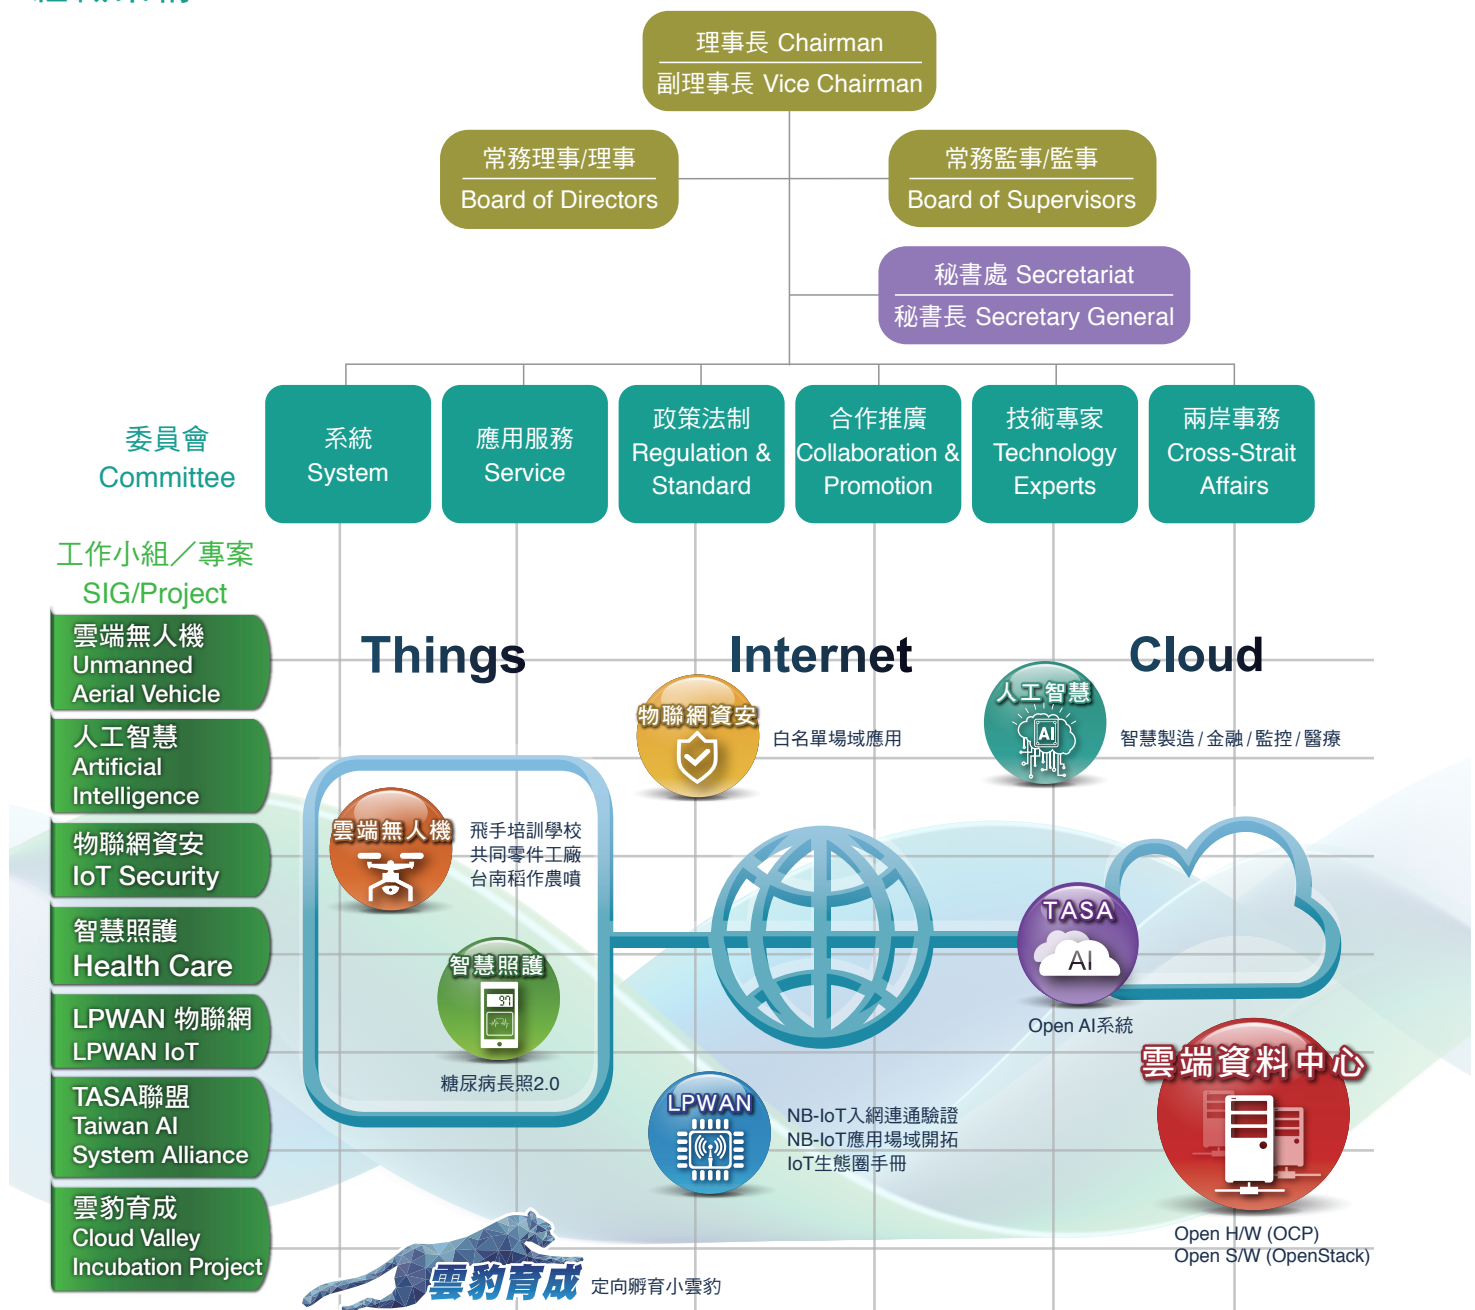 理事長 Chairman
副理事長 Vice Chairman
常務理事/理事
Board of Directors
常務監事/監事
Board of Supervisors
秘書處 Secretariat
秘書長 Secretary General
委員會
Committee
系統
System
應用服務
Service
政策法制
Regulation &
Standard
合作推廣
Collaboration &
Promotion
技術專家
Technology
Experts
兩岸事務
Cross-Strait
Affairs
工作小組／專案
SIG/Project
雲端無人機
Unmanned
Aerial Vehicle
人工智慧
Artificial
Intelligence
物聯網資安
IoT Security
智慧照護
Health Care
LPWAN 物聯網
LPWAN IoT
TASA聯盟
Taiwan AI
System Alliance
雲豹育成
Cloud Valley
Incubation Project
Things
Internet
Cloud
物聯網資安
白名單場域應用
人工智慧
AI
智慧製造/金融/監控/醫療
雲端無人機
飛手培訓學校
共同零件工廠
台南稻作農噴
智慧照護
97
糖尿病長照2.0
TASA
AI
Open AI系統
LPWAN
NB-IoT入網連通驗證
NB-IoT應用場域開拓
IoT生態圈手冊
雲端資料中心
Open H/W (OCP)
Open S/W (OpenStack)
雲豹育成
定向孵育小雲豹